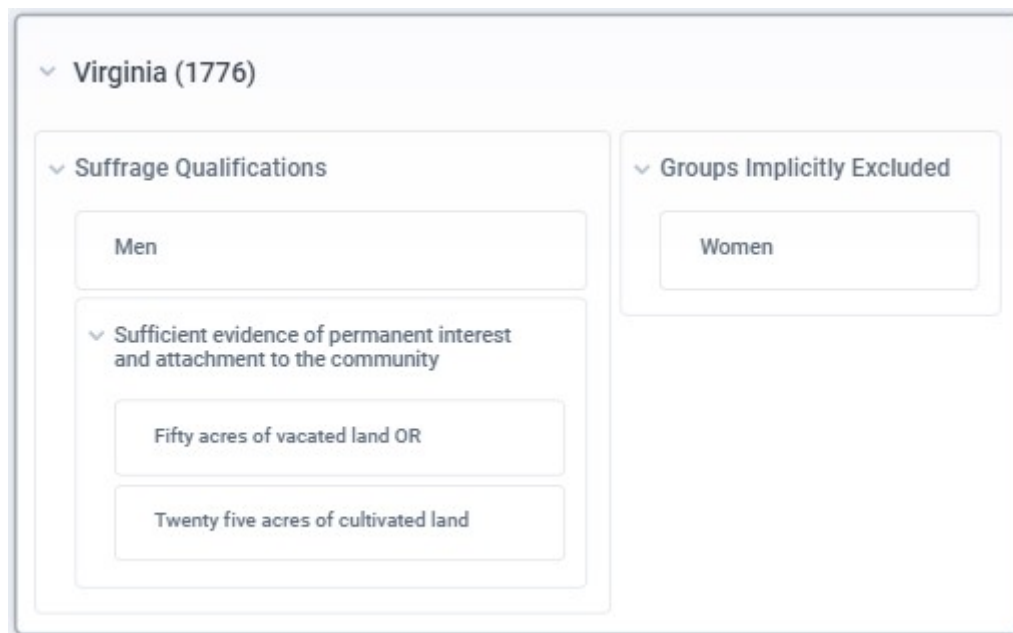 Virginia (1776)
Suffrage Qualifications
Men
Sufficient evidence of permanent interest
and attachment to the community
Fifty acres of vacated land OR
Twenty five acres of cultivated land
Groups Implicitly Excluded
Women